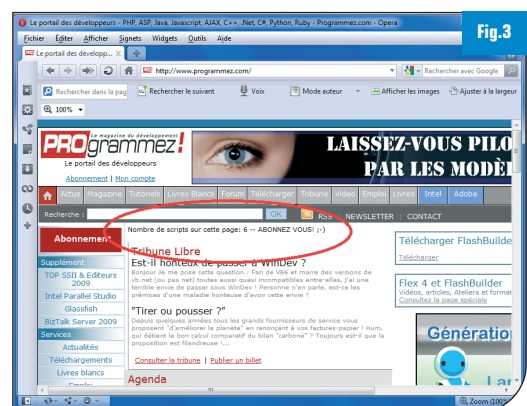 Le portail des développeurs - PHP, ASP, Java, Javascript, AJAX, C++, .Net, C#, Python, Ruby - Programmez.com - Opera
Fig.3
Fichier Éditer Afficher Signets Widgets Outils Aide
Le portail des développ... X
http://www.programmez.com/
Rechercher avec Google
Rechercher dans la pag
Rechercher le suivant
Voix
Mode auteur
Afficher les images
Ajuster à la largeur
100%
Le magazine du développement
PROgrammez!
Le portail des développeurs
Abonnement | Mon compte
LAISSEZ-VOUS PILO
PAR LES MODÈL
Actus Magazine Tutoriels Livres Blancs Forum Télécharger Tribune Vidéo Emploi Livres Intel Adobe
Recherche : OK RSS NEWSLETTER | CONTACT
Nombre de scripts sur cette page: 6 -- ABONNEZ VOUS! ;-)
Abonnement
Supplément
TOP SSII & Editeurs
2009
Intel Parallel Studio
Glassfish
BizTalk Server 2009
Services
Actualités
Téléchargements
Livres blancs
Emploi
Tribune Libre
Est-il honteux de passer à WinDev ?
Bonjour Je me pose cette question : Fan de VB6 et marre des versions de
vb.net (ou pas net) toutes aussi quasi incompatibles entre-elles, j'ai une
terrible envie de passer sous WinDev ! Personne n'en parle, est-ce les
prémices d'une maladie honteuse d'avoir cette envie ?
"Tirer ou pousser ?"
Depuis quelques années tous les grands fournisseurs de service vous
proposent "d'améliorer la planète" en renonçant à vos factures-papier ! Hum,
qui détient le bon calcul comparatif du bilan "carbone" ? Toujours est-il que la
proposition est filandreuse :...
Consulter la tribune | Publier un billet
Agenda
Télécharger FlashBuilde
Télécharger
Flex 4 et FlashBuilder
Vidéos, articles, Ateliers et format
Consultez la page spéciale
Génératio
Lar
Zoom (100%